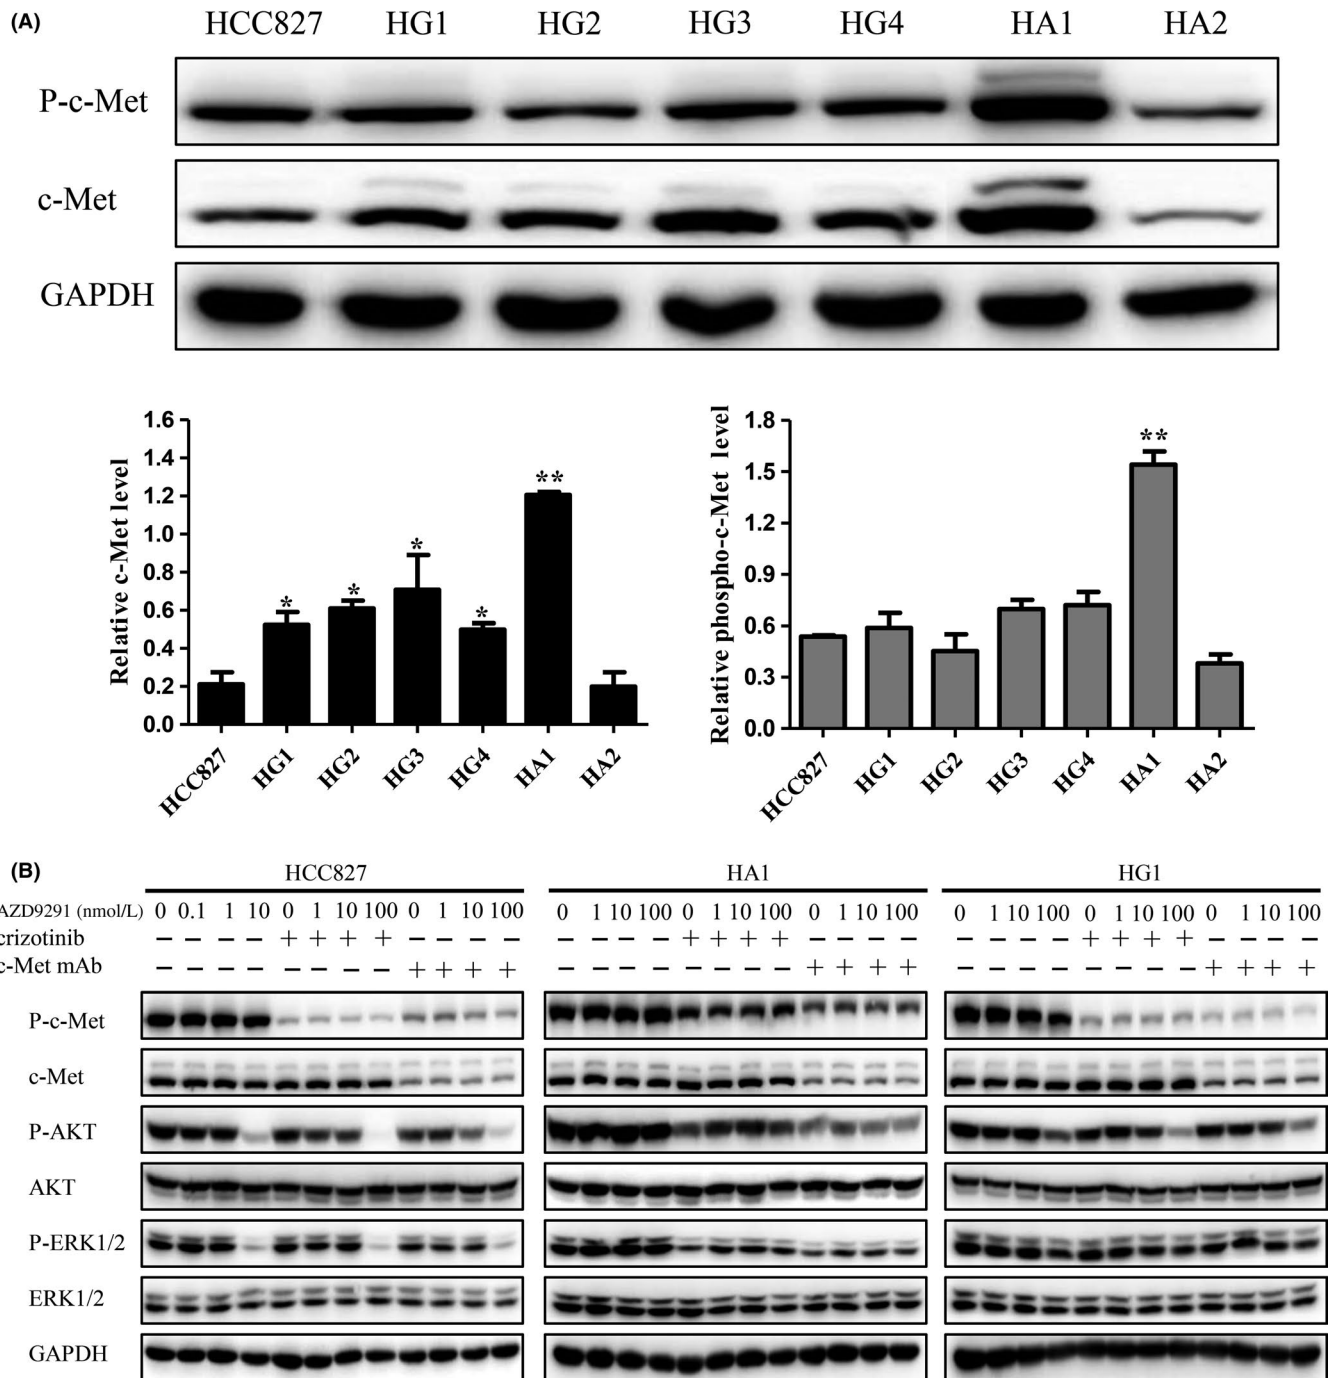 (A) HCC827 HG1 HG2 HG3 HG4 HA1 HA2
P-c-Met
c-Met
GAPDH
Relative c-Met level
1.6
1.4
1.2
1.0
0.8
0.6
0.4
0.2
0.0
* * * * **
HCC827 HG1 HG2 HG3 HG4 HA1 HA2
Relative phospho-c-Met level
1.8
1.5
1.2
0.9
0.6
0.3
0.0
**
HCC827 HG1 HG2 HG3 HG4 HA1 HA2
(B) HCC827 HA1 HG1
AZD9291 (nmol/L) 0 0.1 1 10 0 1 10 100 0 1 10 100 0 1 10 100 0 1 10 100 0 1 10 100 0 1 10 100 0 1 10 100 0 1 10 100
crizotinib − − − − + + + + − − − − − − − − + + + + − − − − − − − − + + + + − − − −
c-Met mAb − − − − − − − − + + + + − − − − − − − − + + + + − − − − − − − − + + + +
P-c-Met
c-Met
P-AKT
AKT
P-ERK1/2
ERK1/2
GAPDH